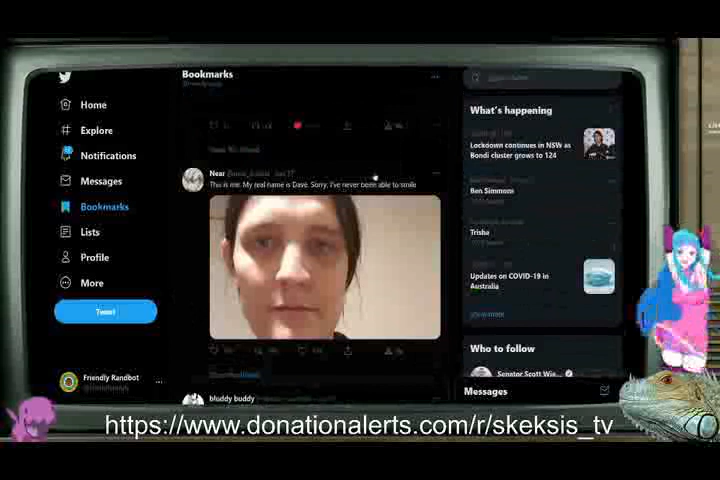 Bookmarks
Home
Explore
Notifications
Messages
Bookmarks
Lists
Profile
More
Tweet
Friendly Randbot
Near
This is me. My real name is Dave. Sorry, I've never been able to smile
bluddy buddy
What's happening
Lockdown continues in NSW as
Bondi cluster grows to 124
Ben Simmons
Trisha
Updates on COVID-19 in
Australia
Who to follow
Senator Scott Wie...
Messages
https://www.donationalerts.com/r/skeksis_tv